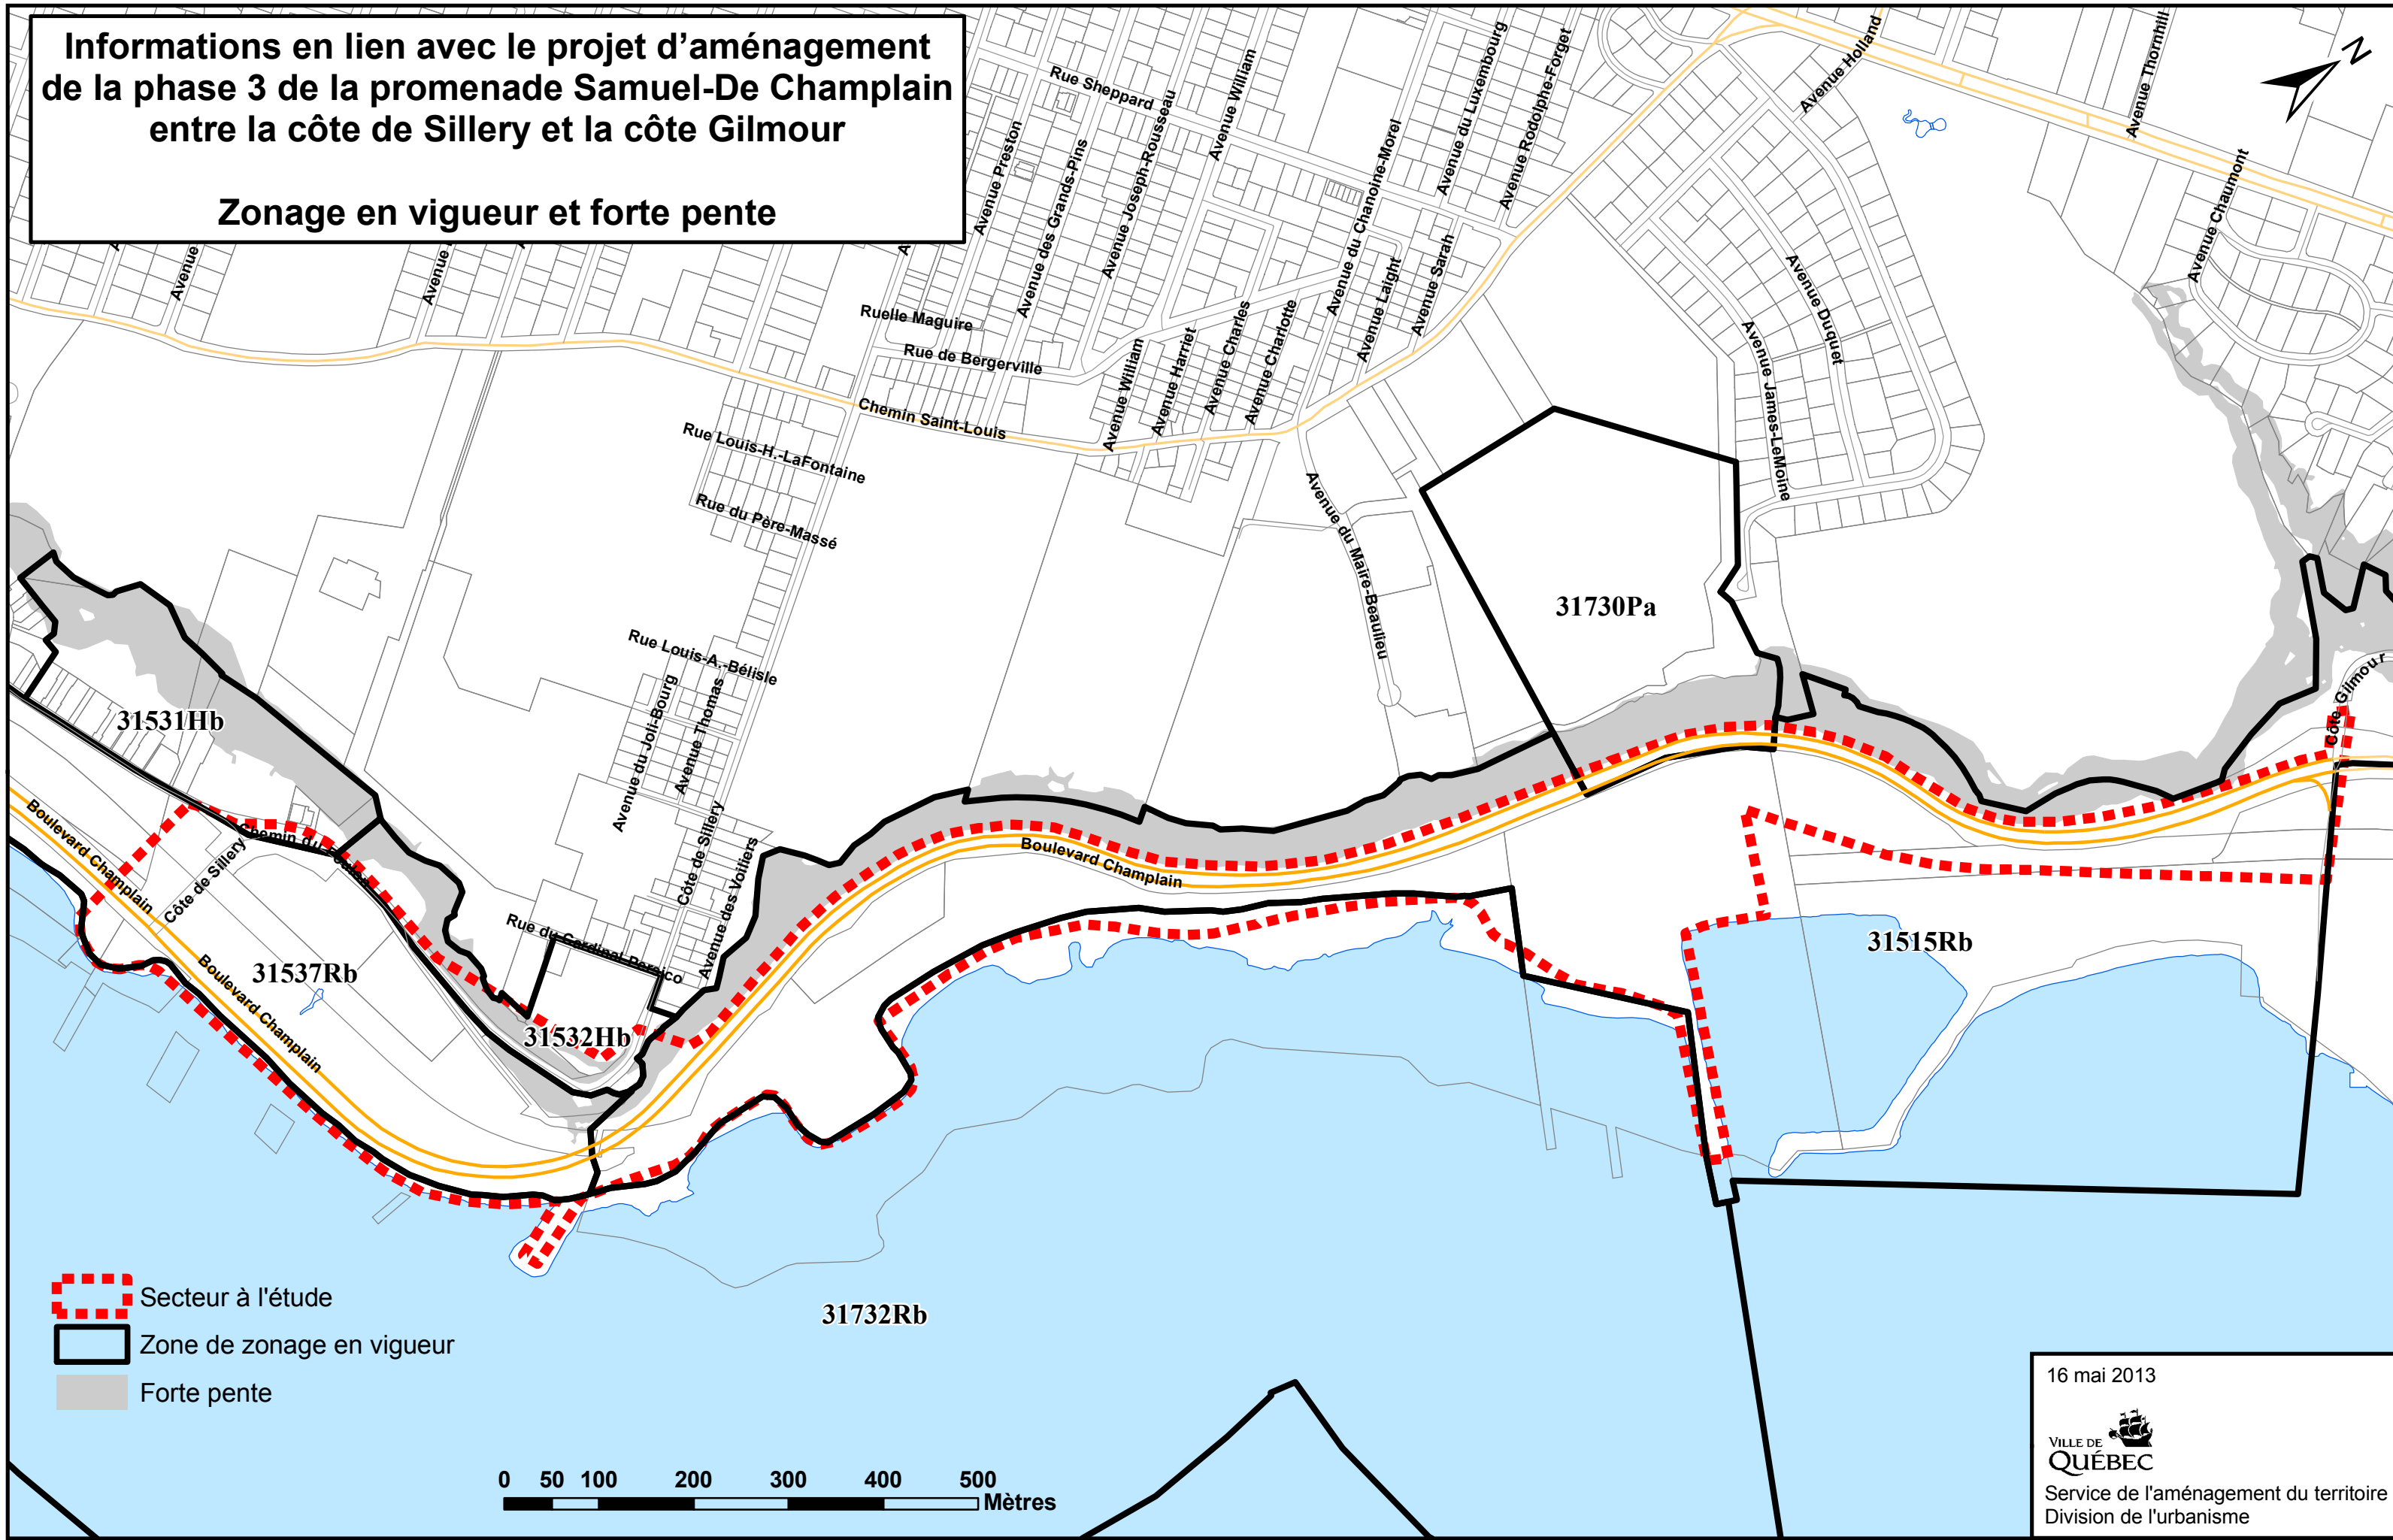 Informations en lien avec le projet d'aménagement
de la phase 3 de la promenade Samuel-De Champlain
entre la côte de Sillery et la côte Gilmour
Zonage en vigueur et forte pente
N
Rue Sheppard
Avenue Preston
Avenue des Grands-Pins
Avenue Joseph-Rousseau
Avenue William
Avenue du Chanoine-Morel
Avenue du Luxembourg
Avenue Rodolphe-Forget
Avenue Holland
Avenue Thornhill
Avenue Chaumont
Avenue
Avenue
Ruelle Maguire
Rue de Bergerville
Chemin Saint-Louis
Avenue William
Avenue Harriet
Avenue Charles
Avenue Charlotte
Avenue Laight
Avenue Sarah
Avenue Duquet
Avenue James-LeMoine
Avenue du Maire-Beaulieu
Rue Louis-H.-LaFontaine
Rue du Père-Massé
Rue Louis-A.-Bélisle
Avenue du Joli-Bourg
Avenue Thomas
Côte de Sillery
Avenue des Voiliers
Rue du Cardinal-Persico
31730Pa
31531Hb
Côte Gilmour
Boulevard Champlain
Chemin du
Côte de Sillery
Boulevard Champlain
Boulevard Champlain
31537Rb
31532Hb
31515Rb
31732Rb
Secteur à l'étude
Zone de zonage en vigueur
Forte pente
0 50 100 200 300 400 500
Mètres
16 mai 2013
VILLE DE
QUÉBEC
Service de l'aménagement du territoire
Division de l'urbanisme